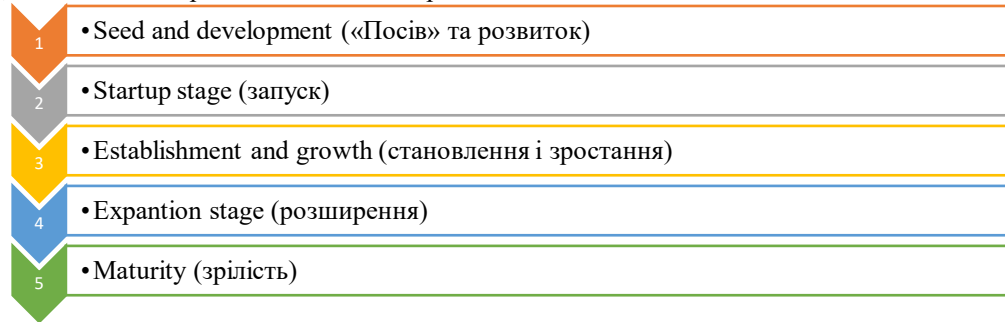 1
• Seed and development («Посів» та розвиток)
2
• Startup stage (запуск)
3
• Establishment and growth (становлення і зростання)
4
• Expantion stage (розширення)
5
• Maturity (зрілість)